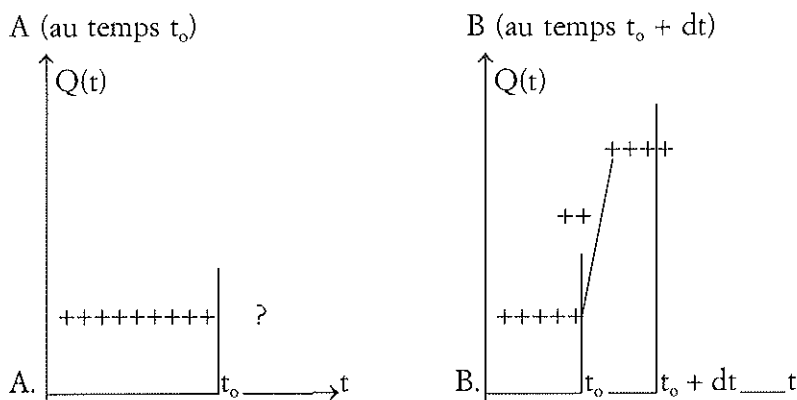 A (au temps t₀)
B (au temps t₀ + dt)
Q(t)
Q(t)
++++
++
+++++++++ ?
+++++
A. t₀ t
B. t₀ t₀ + dt t